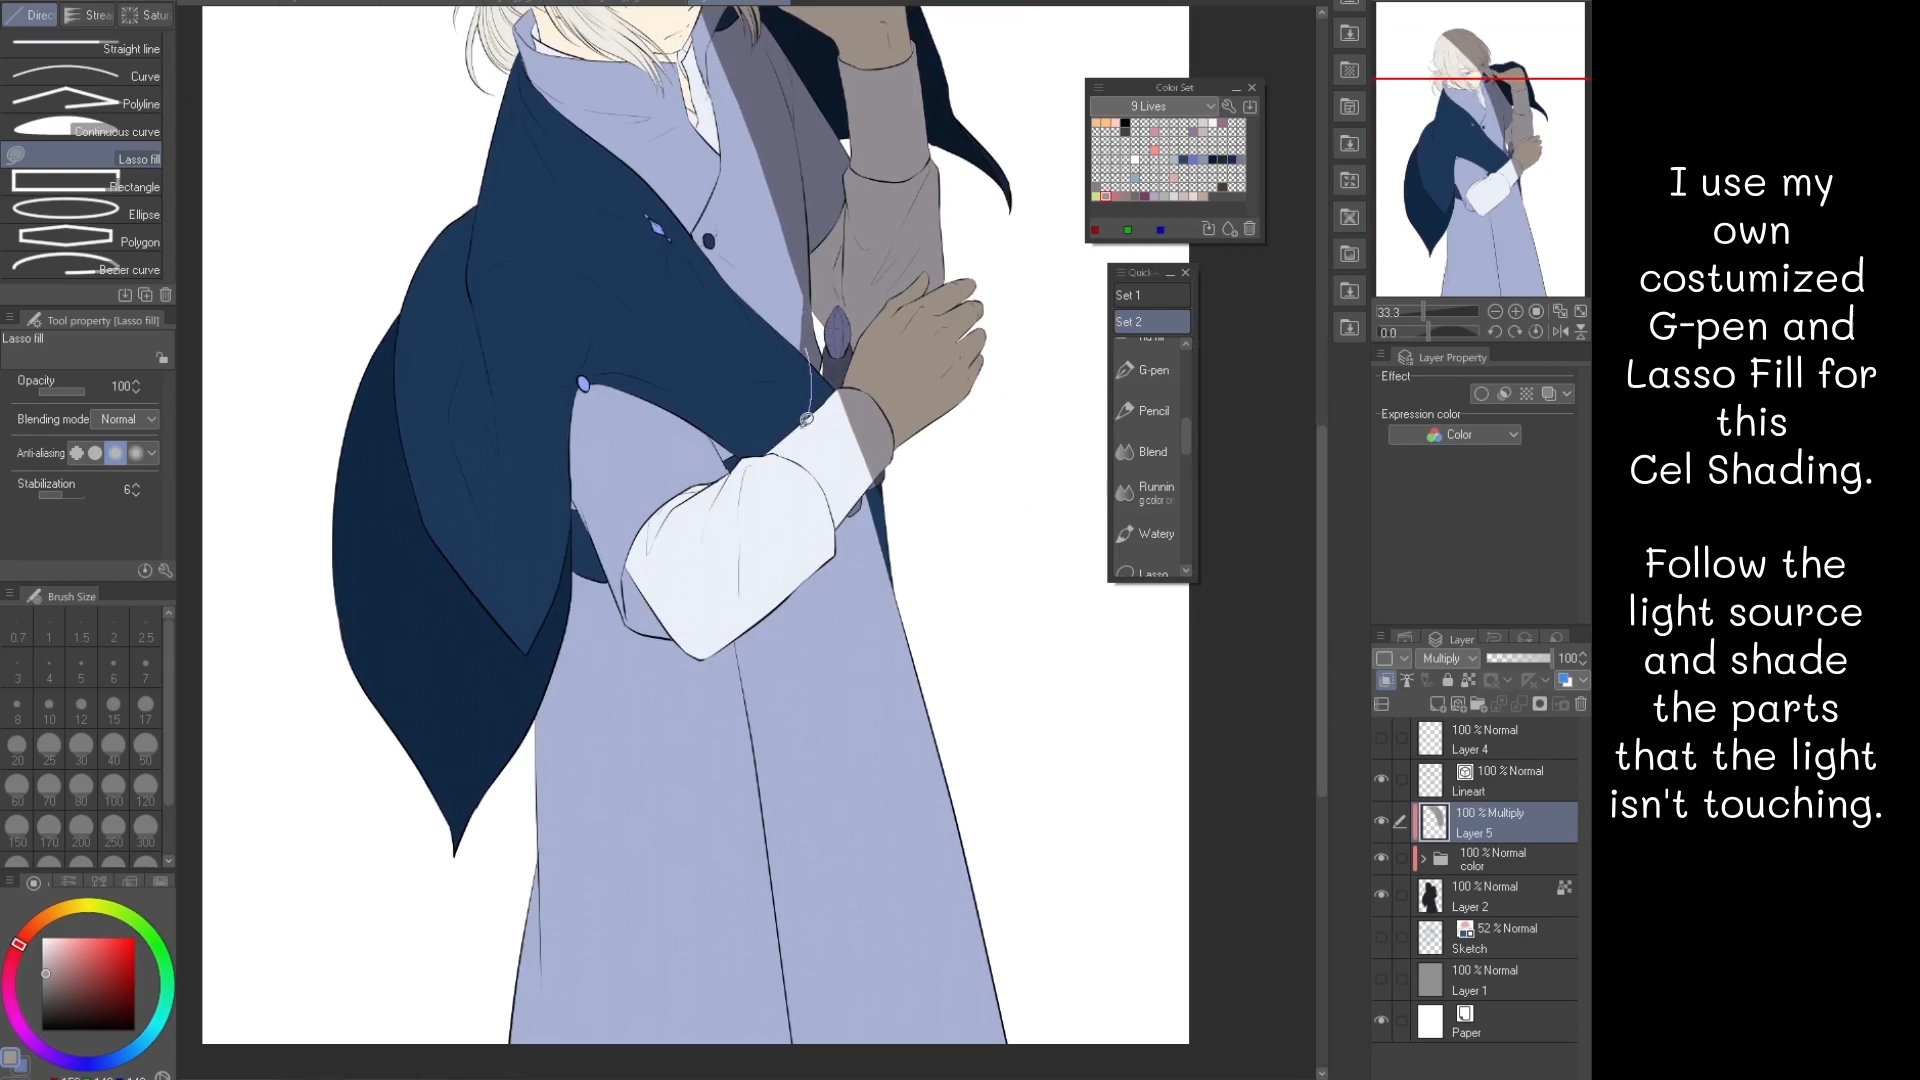 Direc
Strea
Satur
Straight line
Curve
Polyline
Continuous curve
Lasso fill
Rectangle
Ellipse
Polygon
Bezier curve
Tool property [Lasso fill]
Lasso fill
Opacity 100
Blending mode Normal
Anti-aliasing
Stabilization 6
Brush Size
0.7 1 1.5 2 2.5
3 4 5 6 7
8 10 12 15 17
20 25 30 40 50
60 70 80 100 120
150 170 200 250 300
Color Set
9 Lives
Quick
Set 1
Set 2
G-pen
Pencil
Blend
Runnin
g color on
Watery
Lasso
33.3
0.0
Layer Property
Effect
Expression color
Color
Layer
Multiply 100
100 % Normal
Layer 4
100 % Normal
Lineart
100 % Multiply
Layer 5
100 % Normal
color
100 % Normal
Layer 2
52 % Normal
Sketch
100 % Normal
Layer 1
Paper
I use my
own
costumized
G-pen and
Lasso Fill for
this
Cel Shading.
Follow the
light source
and shade
the parts
that the light
isn't touching.